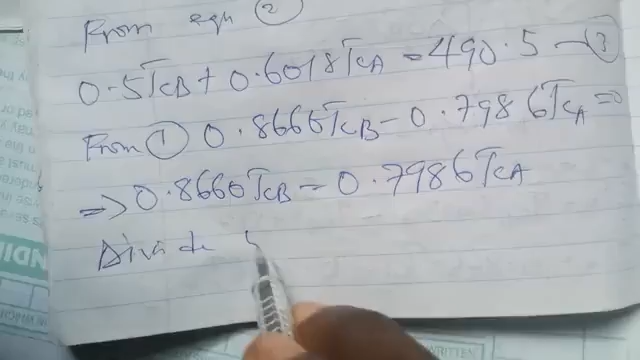 From eqn ②
0.5TCB + 0.6018TCA = 490.5 — ③
From ① 0.8660TCB - 0.7986TCA = 0
=> 0.8660TCB = 0.7986TCA
Divide
NDIN